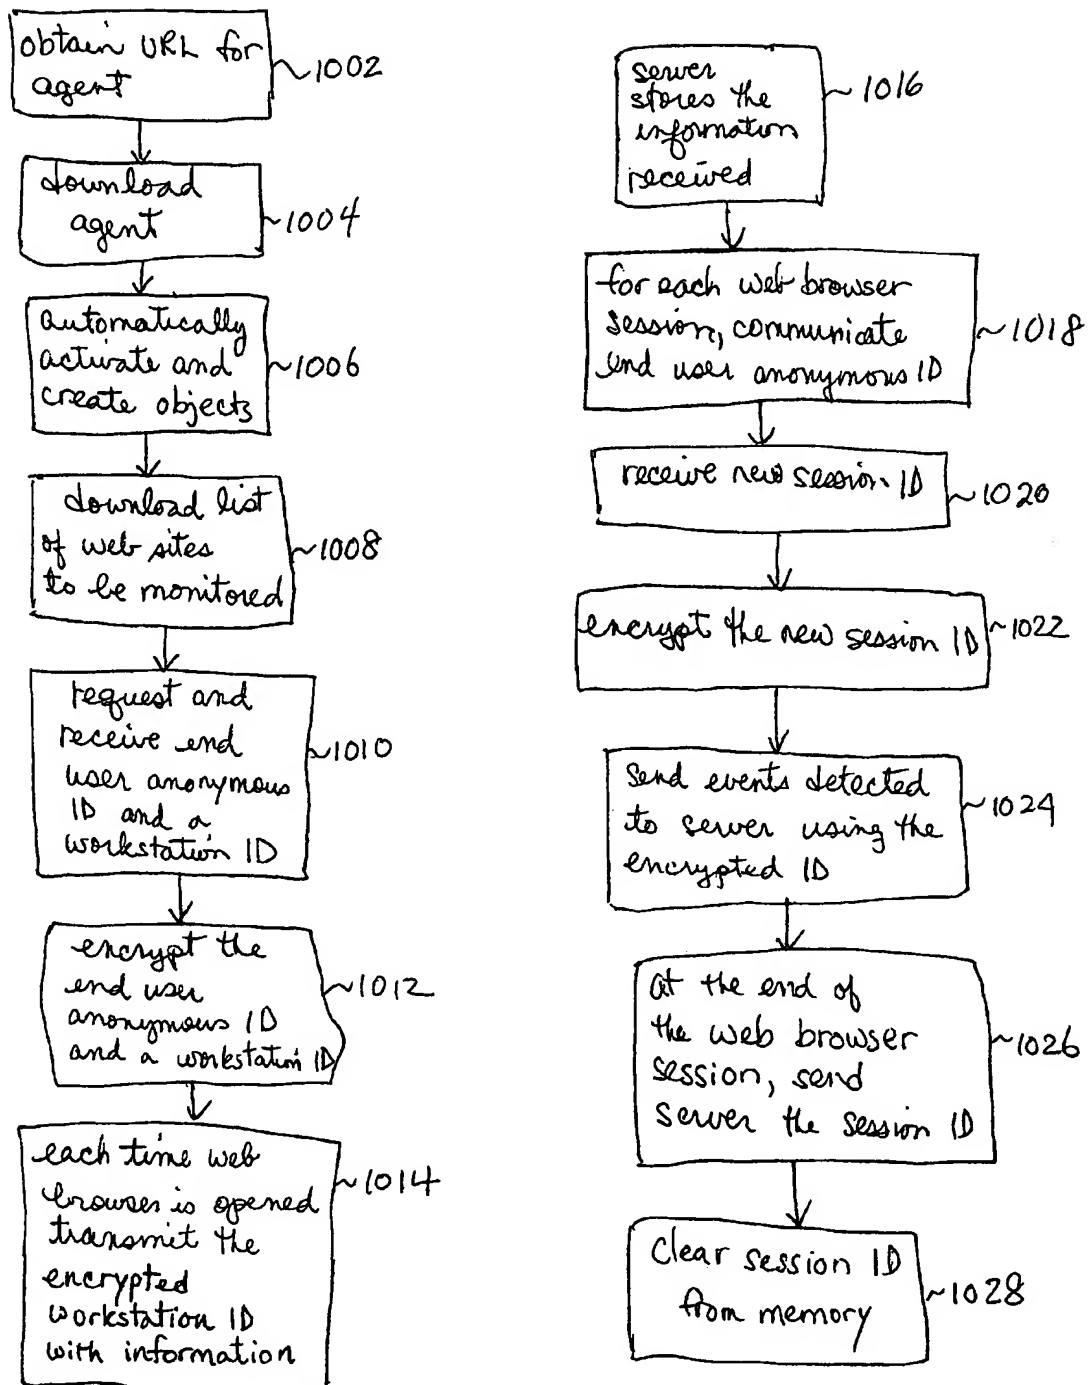 obtain URL for
agent
1002
download
agent
1004
automatically
activate and
create objects
1006
download list
of web sites
to be monitored
1008
request and
receive end
user anonymous
ID and a
workstation ID
1010
encrypt the
end user
anonymous ID
and a workstation ID
1012
each time web
browser is opened
transmit the
encrypted
workstation ID
with information
1014
server
stores the
information
received
1016
for each web browser
session, communicate
end user anonymous ID
1018
receive new session ID
1020
encrypt the new session ID
1022
send events detected
to server using the
encrypted ID
1024
at the end of
the web browser
session, send
server the session ID
1026
clear session ID
from memory
1028